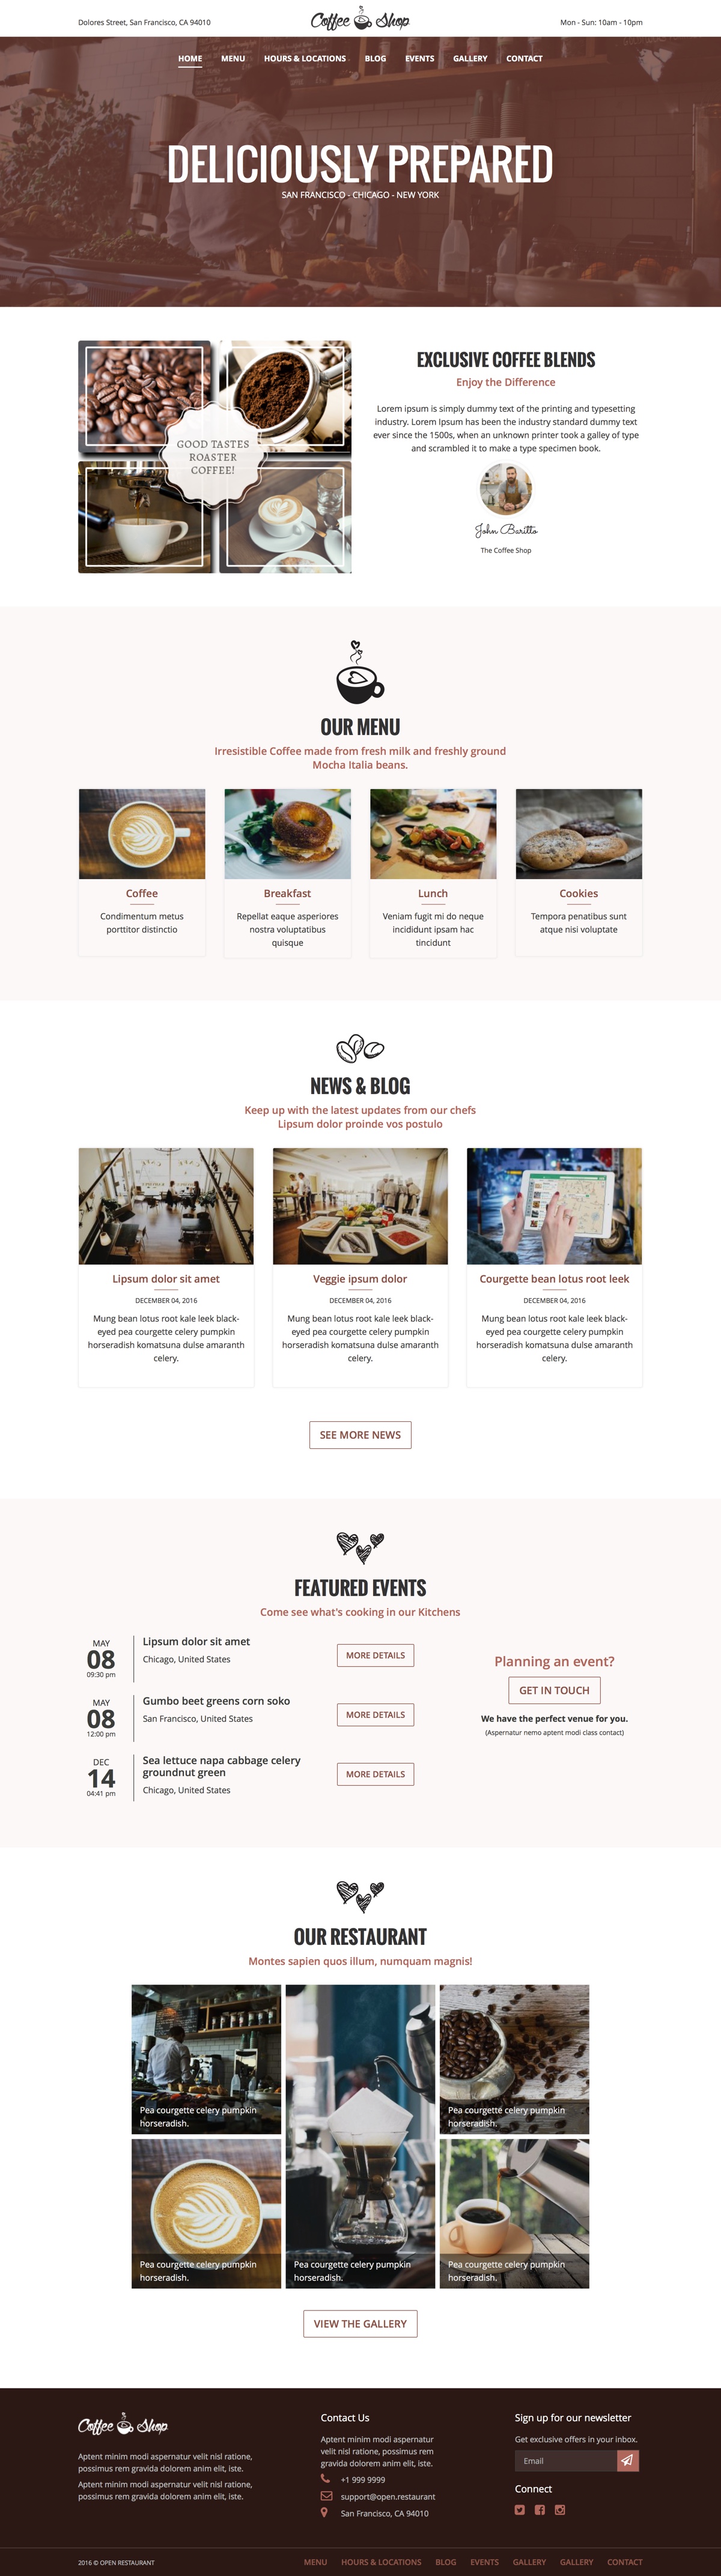 Dolores Street, San Francisco, CA 94010
Coffee Shop
Mon - Sun: 10am - 10pm
HOME MENU HOURS & LOCATIONS BLOG EVENTS GALLERY CONTACT
DELICIOUSLY PREPARED
SAN FRANCISCO - CHICAGO - NEW YORK
GOOD TASTES
ROASTER
COFFEE!
EXCLUSIVE COFFEE BLENDS
Enjoy the Difference
Lorem ipsum is simply dummy text of the printing and typesetting
industry. Lorem Ipsum has been the industry standard dummy text
ever since the 1500s, when an unknown printer took a galley of type
and scrambled it to make a type specimen book.
John Baritto
The Coffee Shop
OUR MENU
Irresistible Coffee made from fresh milk and freshly ground
Mocha Italia beans.
Coffee
Condimentum metus
porttitor distinctio
Breakfast
Repellat eaque asperiores
nostra voluptatibus
quisque
Lunch
Veniam fugit mi do neque
incididunt ipsam hac
tincidunt
Cookies
Tempora penatibus sunt
atque nisi voluptate
NEWS & BLOG
Keep up with the latest updates from our chefs
Lipsum dolor proinde vos postulo
Lipsum dolor sit amet
DECEMBER 04, 2016
Mung bean lotus root kale leek black-
eyed pea courgette celery pumpkin
horseradish komatsuna dulse amaranth
celery.
Veggie ipsum dolor
DECEMBER 04, 2016
Mung bean lotus root kale leek black-
eyed pea courgette celery pumpkin
horseradish komatsuna dulse amaranth
celery.
Courgette bean lotus root leek
DECEMBER 04, 2016
Mung bean lotus root kale leek black-
eyed pea courgette celery pumpkin
horseradish komatsuna dulse amaranth
celery.
SEE MORE NEWS
FEATURED EVENTS
Come see what's cooking in our Kitchens
MAY
08
09:30 pm
Lipsum dolor sit amet
Chicago, United States
MORE DETAILS
MAY
08
12:00 pm
Gumbo beet greens corn soko
San Francisco, United States
MORE DETAILS
DEC
14
04:41 pm
Sea lettuce napa cabbage celery
groundnut green
Chicago, United States
MORE DETAILS
Planning an event?
GET IN TOUCH
We have the perfect venue for you.
(Aspernatur nemo aptent modi class contact)
OUR RESTAURANT
Montes sapien quos illum, numquam magnis!
Pea courgette celery pumpkin
horseradish.
Pea courgette celery pumpkin
horseradish.
Pea courgette celery pumpkin
horseradish.
Pea courgette celery pumpkin
horseradish.
Pea courgette celery pumpkin
horseradish.
VIEW THE GALLERY
Coffee Shop
Aptent minim modi aspernatur velit nisl ratione,
possimus rem gravida dolorem anim elit, iste.
Aptent minim modi aspernatur velit nisl ratione,
possimus rem gravida dolorem anim elit, iste.
Contact Us
Aptent minim modi aspernatur
velit nisl ratione, possimus rem
gravida dolorem anim elit, iste.
+1 999 9999
support@open.restaurant
San Francisco, CA 94010
Sign up for our newsletter
Get exclusive offers in your inbox.
Email
Connect
2016 © OPEN RESTAURANT
MENU HOURS & LOCATIONS BLOG EVENTS GALLERY GALLERY CONTACT